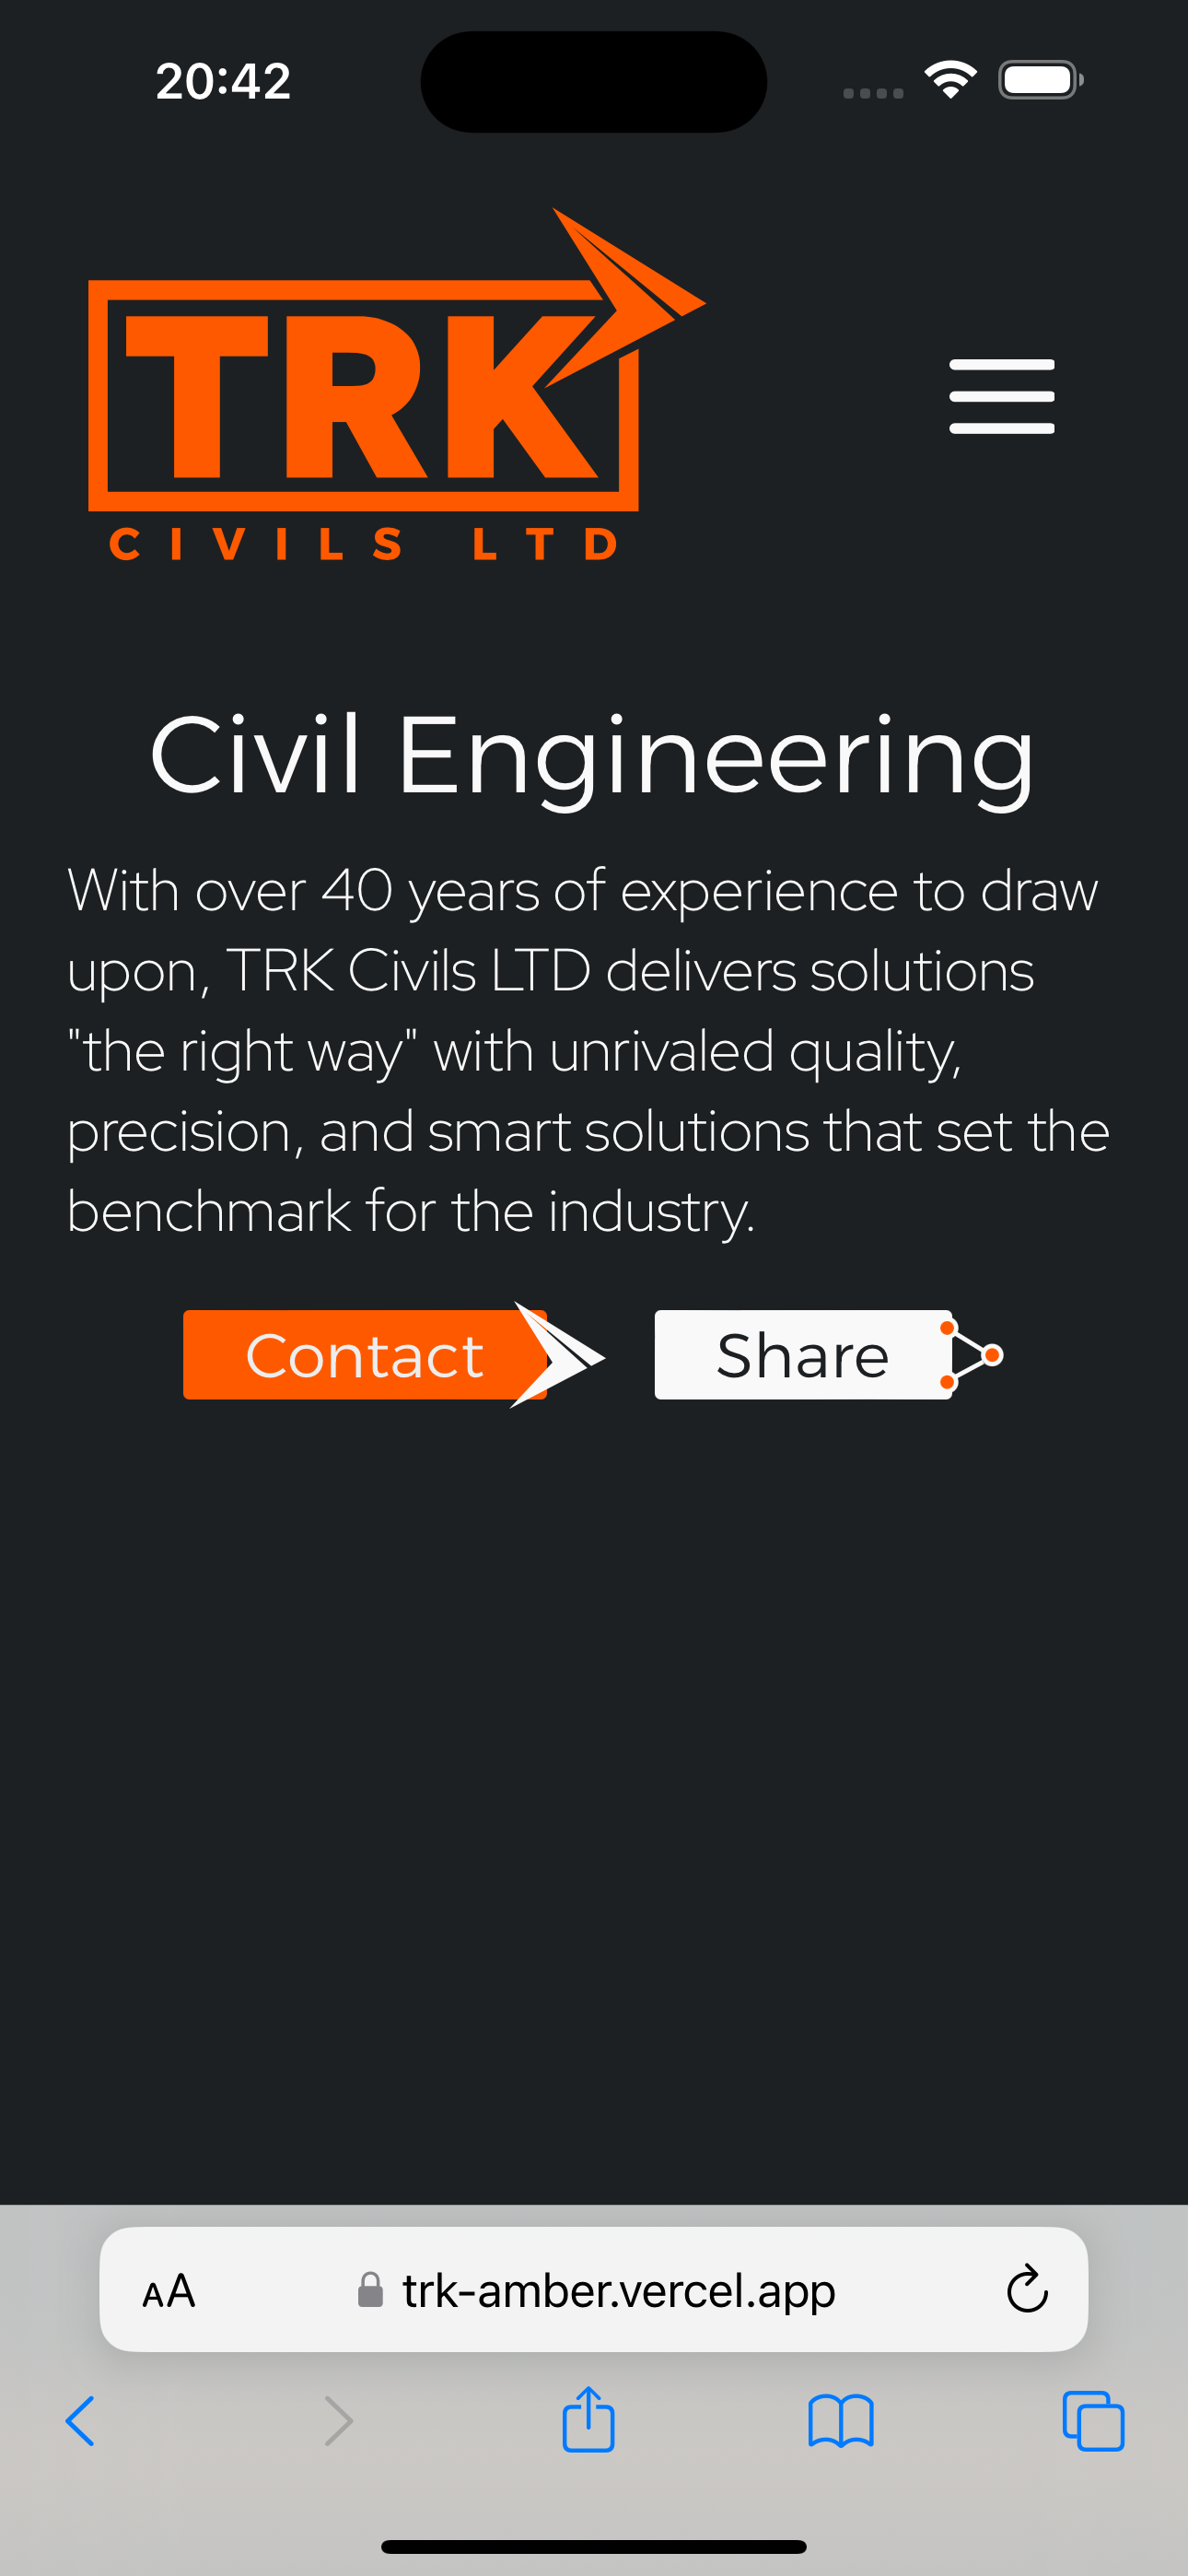 20:42
TRK
CIVILS LTD
Civil Engineering
With over 40 years of experience to draw
upon, TRK Civils LTD delivers solutions
"the right way" with unrivaled quality,
precision, and smart solutions that set the
benchmark for the industry.
Contact
Share
AA
trk-amber.vercel.app